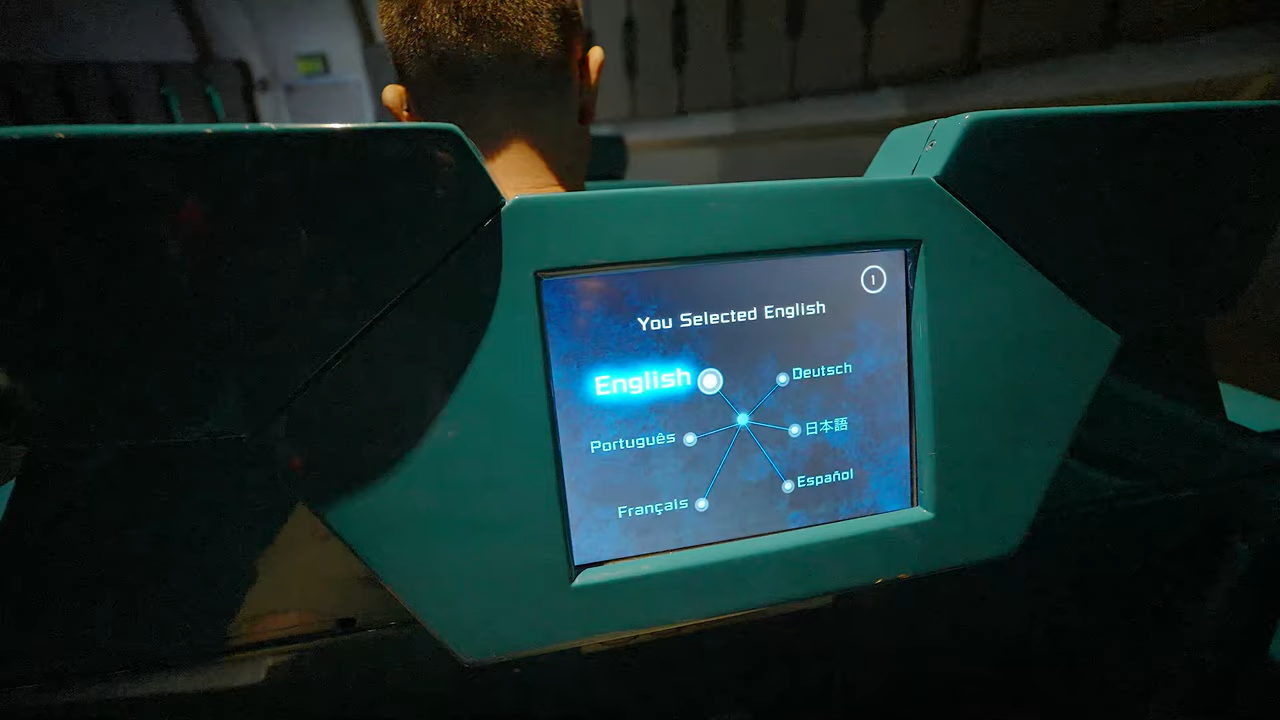 1
You Selected English
English
Deutsch
Português
日本語
Français
Español